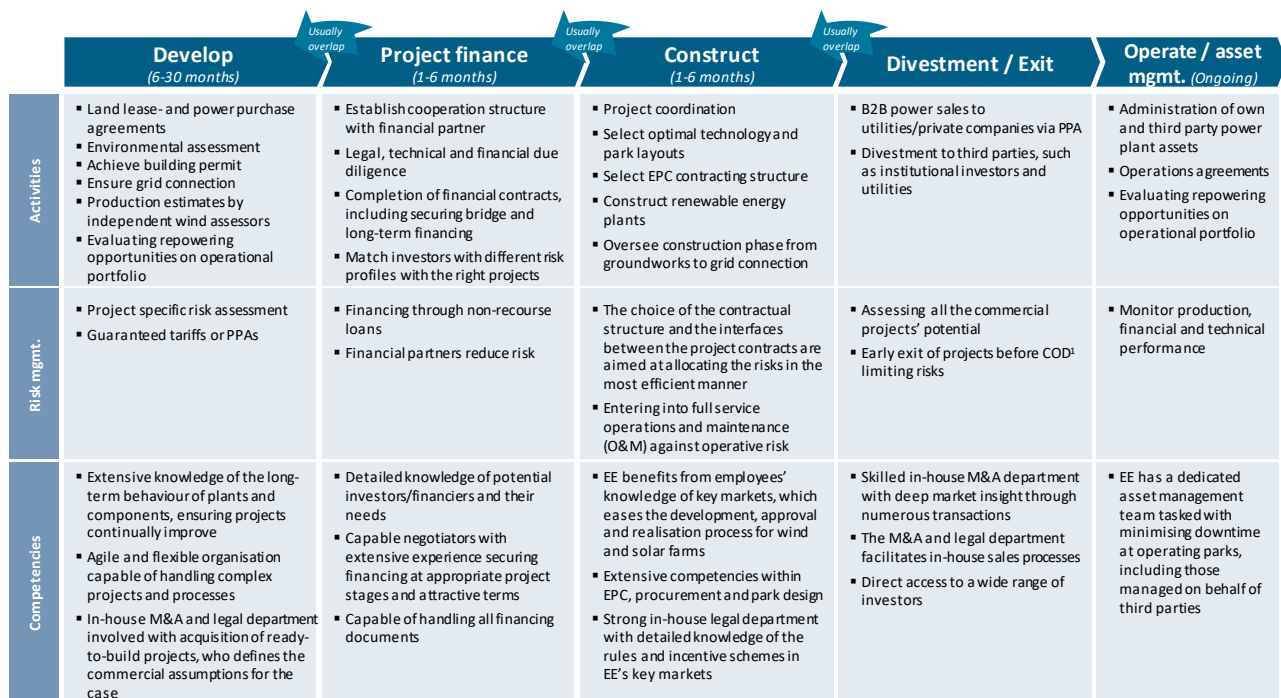 Usually
overlap
Usually
overlap
Usually
overlap
Develop
(6-30 months)
Project finance
(1-6 months)
Construct
(1-6 months)
Divestment / Exit
Operate / asset
mgmt. (Ongoing)
Activities
▪ Land lease- and power purchase
agreements
▪ Environmental assessment
▪ Achieve building permit
▪ Ensure grid connection
▪ Production estimates by
independent wind assessors
▪ Evaluating repowering
opportunities on operational
portfolio
▪ Establish cooperation structure
with financial partner
▪ Legal, technical and financial due
diligence
▪ Completion of financial contracts,
including securing bridge and
long-term financing
▪ Match investors with different risk
profiles with the right projects
▪ Project coordination
▪ Select optimal technology and
park layouts
▪ Select EPC contracting structure
▪ Construct renewable energy
plants
▪ Oversee construction phase from
groundworks to grid connection
▪ B2B power sales to
utilities/private companies via PPA
▪ Divestment to third parties, such
as institutional investors and
utilities
▪ Administration of own
and third party power
plant assets
▪ Operations agreements
▪ Evaluating repowering
opportunities on
operational portfolio
Risk mgmt.
▪ Project specific risk assessment
▪ Guaranteed tariffs or PPAs
▪ Financing through non-recourse
loans
▪ Financial partners reduce risk
▪ The choice of the contractual
structure and the interfaces
between the project contracts are
aimed at allocating the risks in the
most efficient manner
▪ Entering into full service
operations and maintenance
(O&M) against operative risk
▪ Assessing all the commercial
projects' potential
▪ Early exit of projects before COD¹
limiting risks
▪ Monitor production,
financial and technical
performance
Competencies
▪ Extensive knowledge of the long-
term behaviour of plants and
components, ensuring projects
continually improve
▪ Agile and flexible organisation
capable of handling complex
projects and processes
▪ In-house M&A and legal department
involved with acquisition of ready-
to-build projects, who defines the
commercial assumptions for the
case
▪ Detailed knowledge of potential
investors/financiers and their
needs
▪ Capable negotiators with
extensive experience securing
financing at appropriate project
stages and attractive terms
▪ Capable of handling all financing
documents
▪ EE benefits from employees'
knowledge of key markets, which
eases the development, approval
and realisation process for wind
and solar farms
▪ Extensive competencies within
EPC, procurement and park design
▪ Strong in-house legal department
with detailed knowledge of the
rules and incentive schemes in
EE's key markets
▪ Skilled in-house M&A department
with deep market insight through
numerous transactions
▪ The M&A and legal department
facilitates in-house sales processes
▪ Direct access to a wide range of
investors
▪ EE has a dedicated
asset management
team tasked with
minimising downtime
at operating parks,
including those
managed on behalf of
third parties